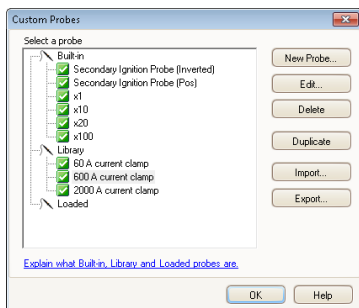 Custom Probes
Select a probe
Built-in
Secondary Ignition Probe (Inverted)
Secondary Ignition Probe (Pos)
x1
x10
x20
x100
Library
60 A current clamp
600 A current clamp
2000 A current clamp
Loaded
New Probe...
Edit...
Delete
Duplicate
Import...
Export...
Explain what Built-in, Library and Loaded probes are.
OK
Help